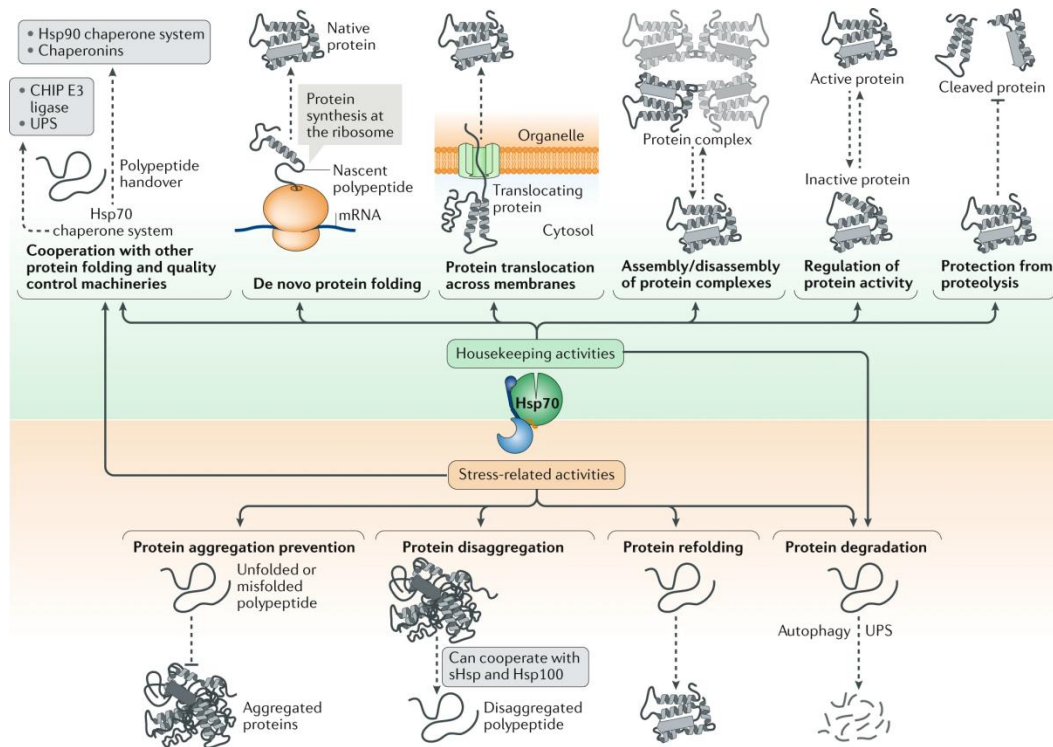 • Hsp90 chaperone system
• Chaperonins
• CHIP E3
ligase
• UPS
Polypeptide
handover
Hsp70
chaperone system
Cooperation with other
protein folding and quality
control machineries
Native
protein
Protein
synthesis at
the ribosome
Nascent
polypeptide
mRNA
De novo protein folding
Organelle
Translocating
protein
Cytosol
Protein translocation
across membranes
Protein complex
Assembly/disassembly
of protein complexes
Active protein
Inactive protein
Regulation of
protein activity
Cleaved protein
Protection from
proteolysis
Housekeeping activities
Hsp70
Stress-related activities
Protein aggregation prevention
Unfolded or
misfolded
polypeptide
Aggregated
proteins
Protein disaggregation
Can cooperate with
sHsp and Hsp100
Disaggregated
polypeptide
Protein refolding
Protein degradation
Autophagy
UPS